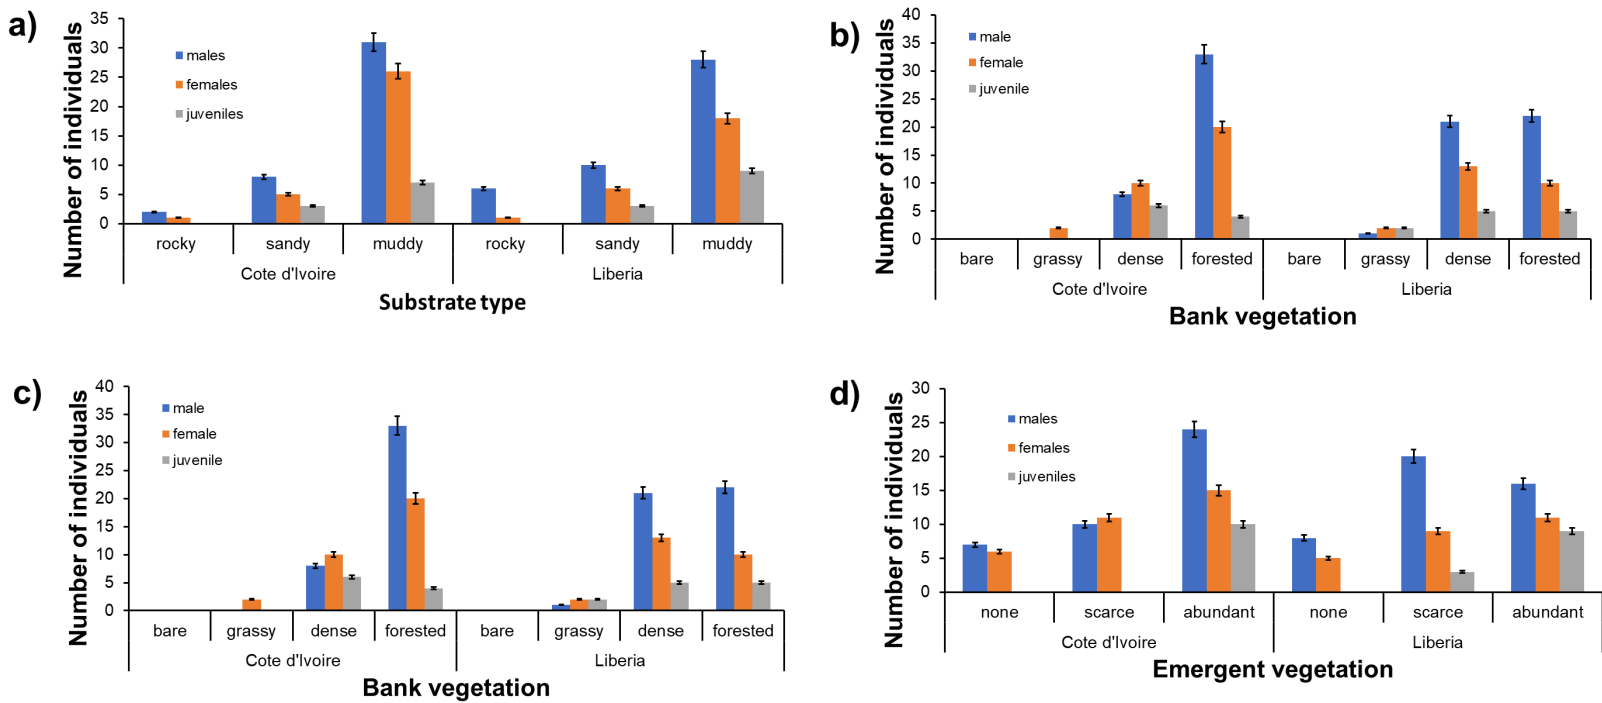 a)
Number of individuals
35
30
25
20
15
10
5
0
males
females
juveniles
rocky sandy muddy rocky sandy muddy
Cote d'Ivoire Liberia
Substrate type
b)
Number of individuals
40
35
30
25
20
15
10
5
0
male
female
juvenile
bare grassy dense forested bare grassy dense forested
Cote d'Ivoire Liberia
Bank vegetation
c)
Number of individuals
40
35
30
25
20
15
10
5
0
male
female
juvenile
bare grassy dense forested bare grassy dense forested
Cote d'Ivoire Liberia
Bank vegetation
d)
Number of individuals
30
25
20
15
10
5
0
males
females
juveniles
none scarce abundant none scarce abundant
Cote d'Ivoire Liberia
Emergent vegetation